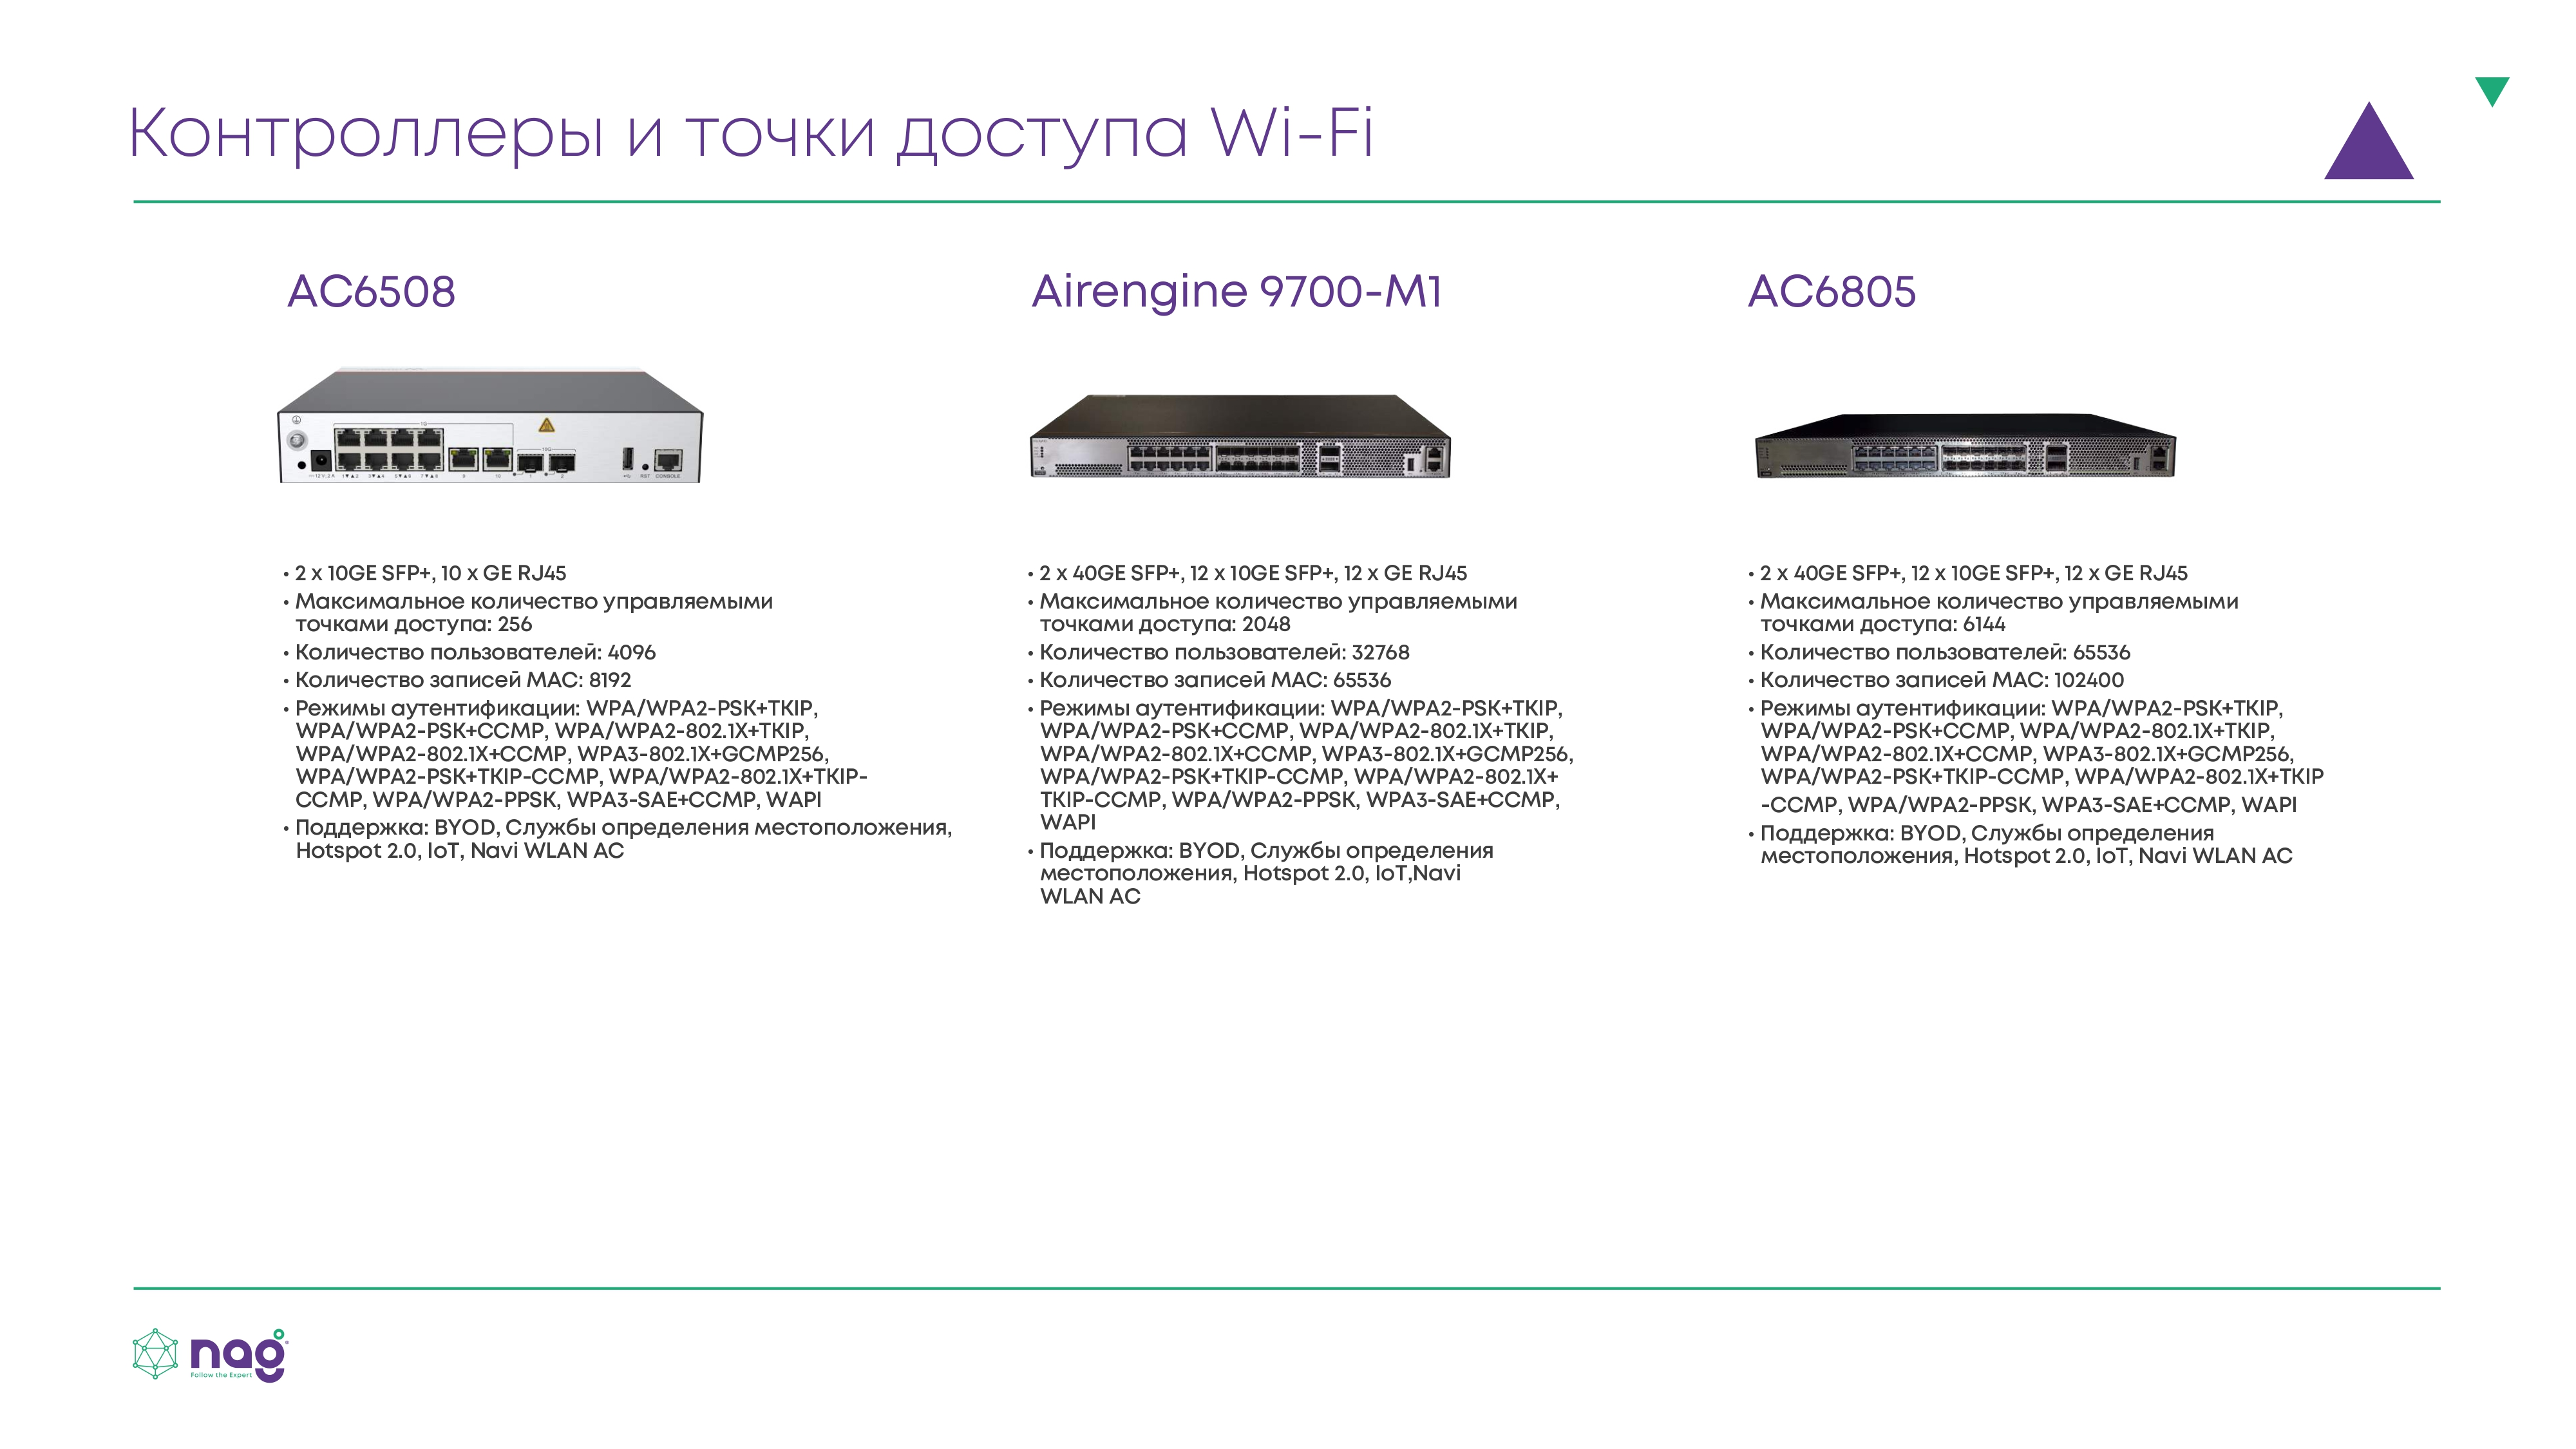 Контроллеры и точки доступа Wi-Fi
AC6508
2 x 10GE SFP+, 10 x GE RJ45
Максимальное количество управляемыми
точками доступа: 256
Количество пользователей: 4096
Количество записей MAC: 8192
Режимы аутентификации: WPA/WPA2-PSK+TKIP,
WPA/WPA2-PSK+CCMP, WPA/WPA2-802.1X+TKIP,
WPA/WPA2-802.1X+CCMP, WPA3-802.1X+GCMP256,
WPA/WPA2-PSK+TKIP-CCMP, WPA/WPA2-802.1X+TKIP-
CCMP, WPA/WPA2-PPSK, WPA3-SAE+CCMP, WAPI
Поддержка: BYOD, Службы определения местоположения,
Hotspot 2.0, IoT, Navi WLAN AC
Airengine 9700-M1
2 x 40GE SFP+, 12 x 10GE SFP+, 12 x GE RJ45
Максимальное количество управляемыми
точками доступа: 2048
Количество пользователей: 32768
Количество записей MAC: 65536
Режимы аутентификации: WPA/WPA2-PSK+TKIP,
WPA/WPA2-PSK+CCMP, WPA/WPA2-802.1X+TKIP,
WPA/WPA2-802.1X+CCMP, WPA3-802.1X+GCMP256,
WPA/WPA2-PSK+TKIP-CCMP, WPA/WPA2-802.1X+
TKIP-CCMP, WPA/WPA2-PPSK, WPA3-SAE+CCMP,
WAPI
Поддержка: BYOD, Службы определения
местоположения, Hotspot 2.0, IoT,Navi
WLAN AC
AC6805
2 x 40GE SFP+, 12 x 10GE SFP+, 12 x GE RJ45
Максимальное количество управляемыми
точками доступа: 6144
Количество пользователей: 65536
Количество записей MAC: 102400
Режимы аутентификации: WPA/WPA2-PSK+TKIP,
WPA/WPA2-PSK+CCMP, WPA/WPA2-802.1X+TKIP,
WPA/WPA2-802.1X+CCMP, WPA3-802.1X+GCMP256,
WPA/WPA2-PSK+TKIP-CCMP, WPA/WPA2-802.1X+TKIP
-CCMP, WPA/WPA2-PPSK, WPA3-SAE+CCMP, WAPI
Поддержка: BYOD, Службы определения
местоположения, Hotspot 2.0, IoT, Navi WLAN AC
RST CONSOLE
nag
Follow the Expert